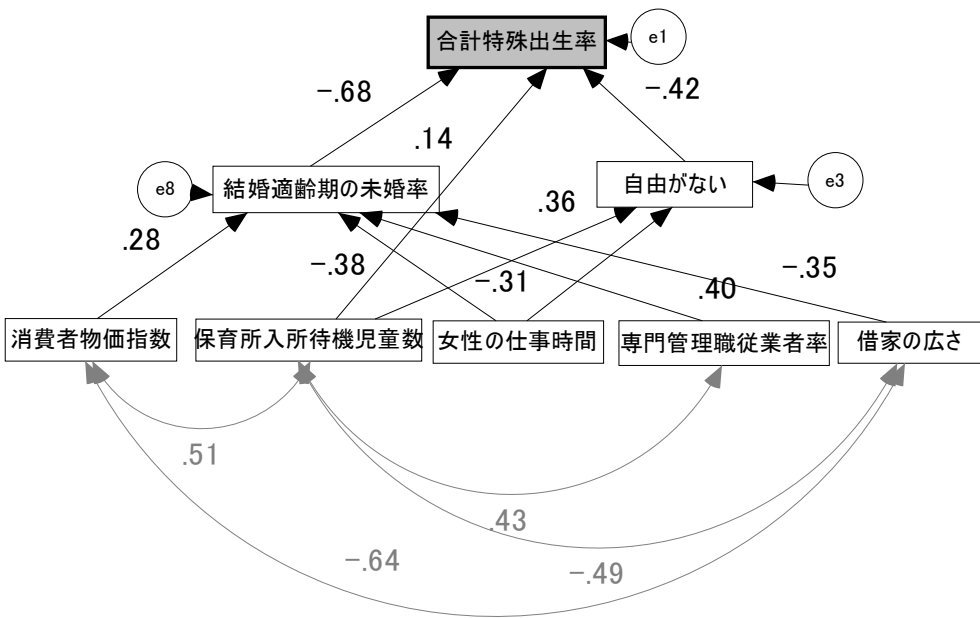 合計特殊出生率
e1
-.68
-.42
.14
e8
結婚適齢期の未婚率
自由がない
e3
.28
.36
-.38
-.31
.40
-.35
消費者物価指数
保育所入所待機児童数
女性の仕事時間
専門管理職従業者率
借家の広さ
.51
.43
-.64
-.49